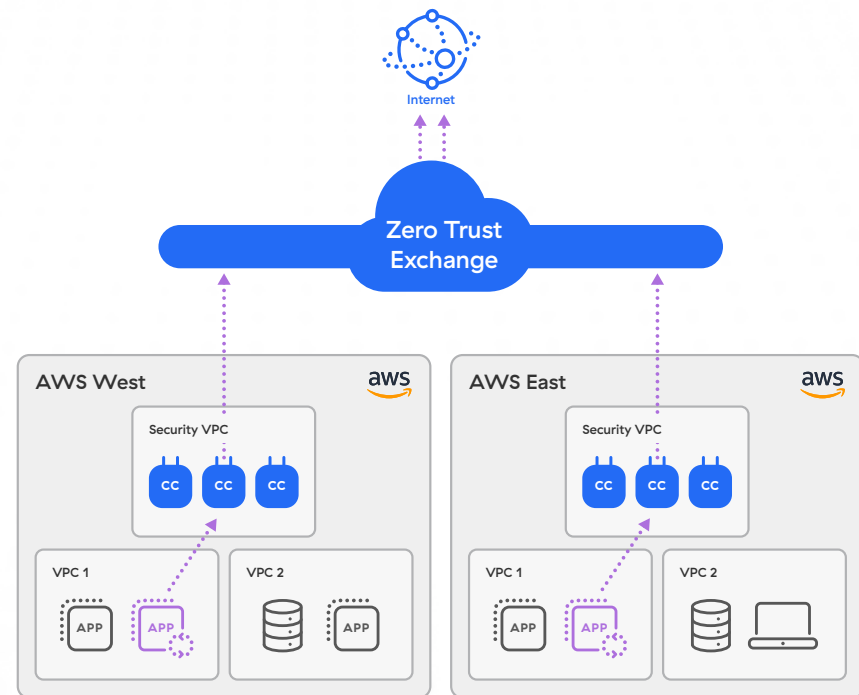 Internet
Zero Trust
Exchange
AWS West
aws
Security VPC
CC
CC
CC
VPC 1
APP
APP
VPC 2
APP
AWS East
aws
Security VPC
CC
CC
CC
VPC 1
APP
APP
VPC 2